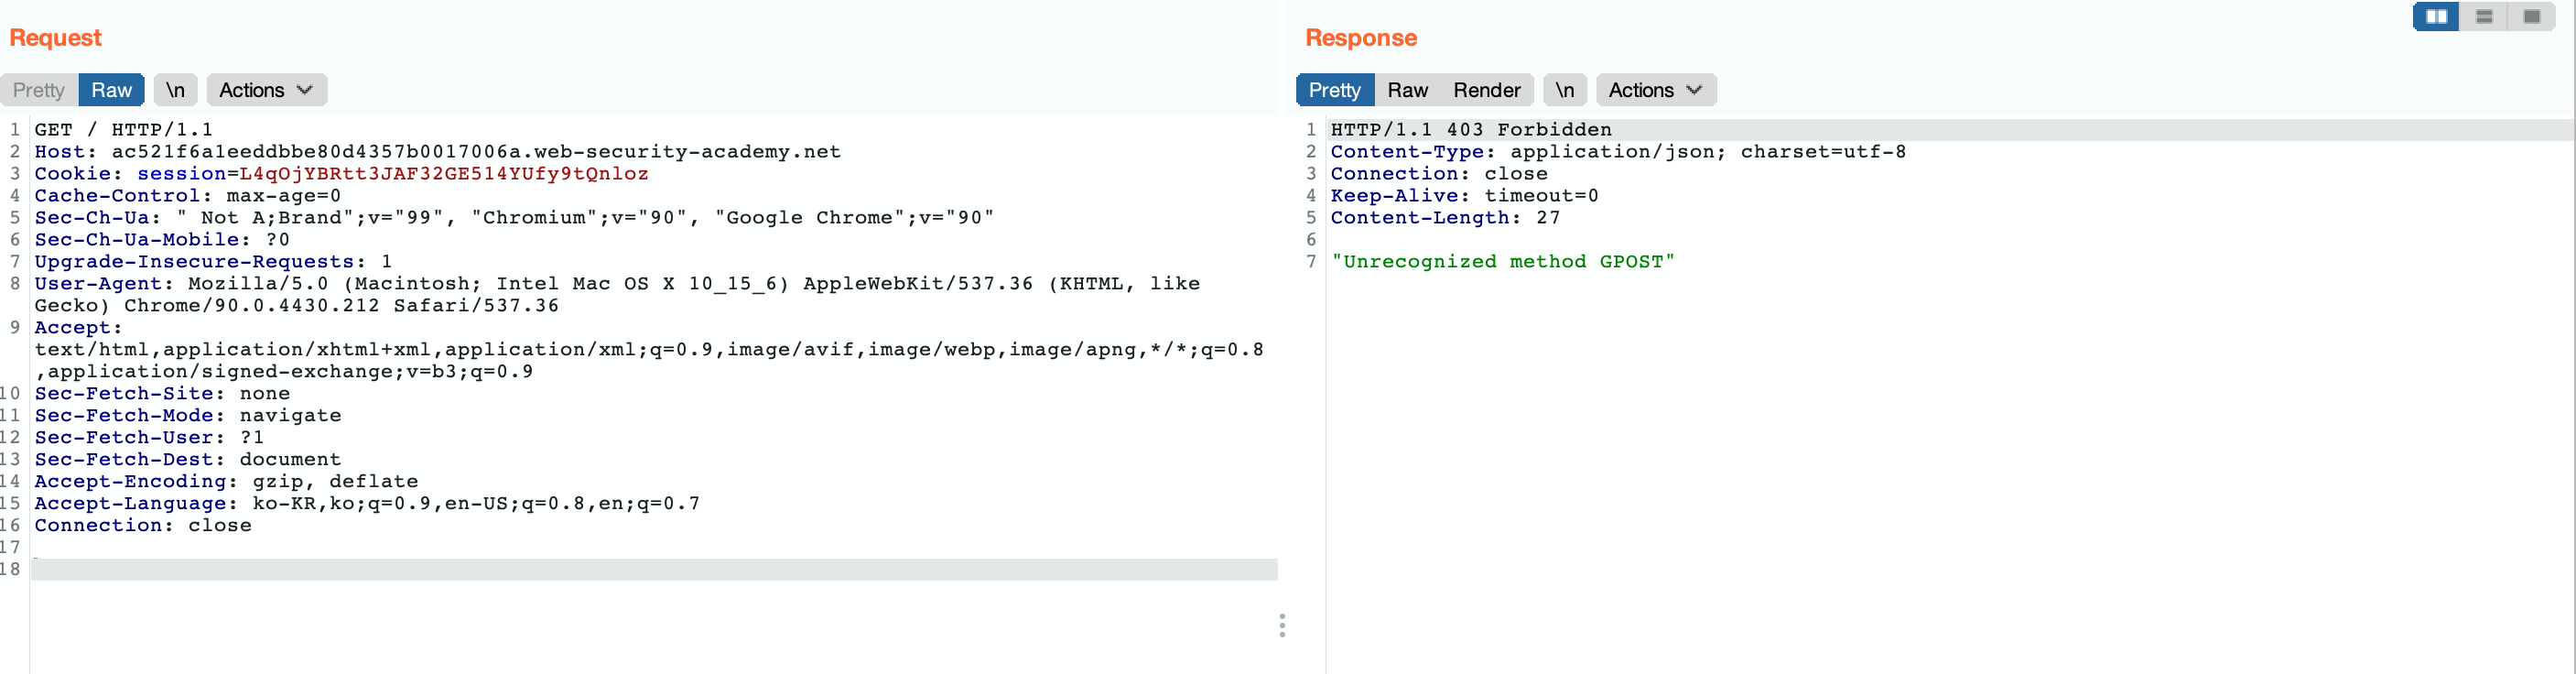 Request
Pretty Raw \n Actions
1 GET / HTTP/1.1
2 Host: ac521f6a1eeddbbe80d4357b0017006a.web-security-academy.net
3 Cookie: session=L4qOjYBRtt3JAF32GE514YUfy9tQnloz
4 Cache-Control: max-age=0
5 Sec-Ch-Ua: " Not A;Brand";v="99", "Chromium";v="90", "Google Chrome";v="90"
6 Sec-Ch-Ua-Mobile: ?0
7 Upgrade-Insecure-Requests: 1
8 User-Agent: Mozilla/5.0 (Macintosh; Intel Mac OS X 10_15_6) AppleWebKit/537.36 (KHTML, like
Gecko) Chrome/90.0.4430.212 Safari/537.36
9 Accept:
text/html,application/xhtml+xml,application/xml;q=0.9,image/avif,image/webp,image/apng,*/*;q=0.8
,application/signed-exchange;v=b3;q=0.9
10 Sec-Fetch-Site: none
11 Sec-Fetch-Mode: navigate
12 Sec-Fetch-User: ?1
13 Sec-Fetch-Dest: document
14 Accept-Encoding: gzip, deflate
15 Accept-Language: ko-KR,ko;q=0.9,en-US;q=0.8,en;q=0.7
16 Connection: close
17
18
Response
Pretty Raw Render \n Actions
1 HTTP/1.1 403 Forbidden
2 Content-Type: application/json; charset=utf-8
3 Connection: close
4 Keep-Alive: timeout=0
5 Content-Length: 27
6
7 "Unrecognized method GPOST"